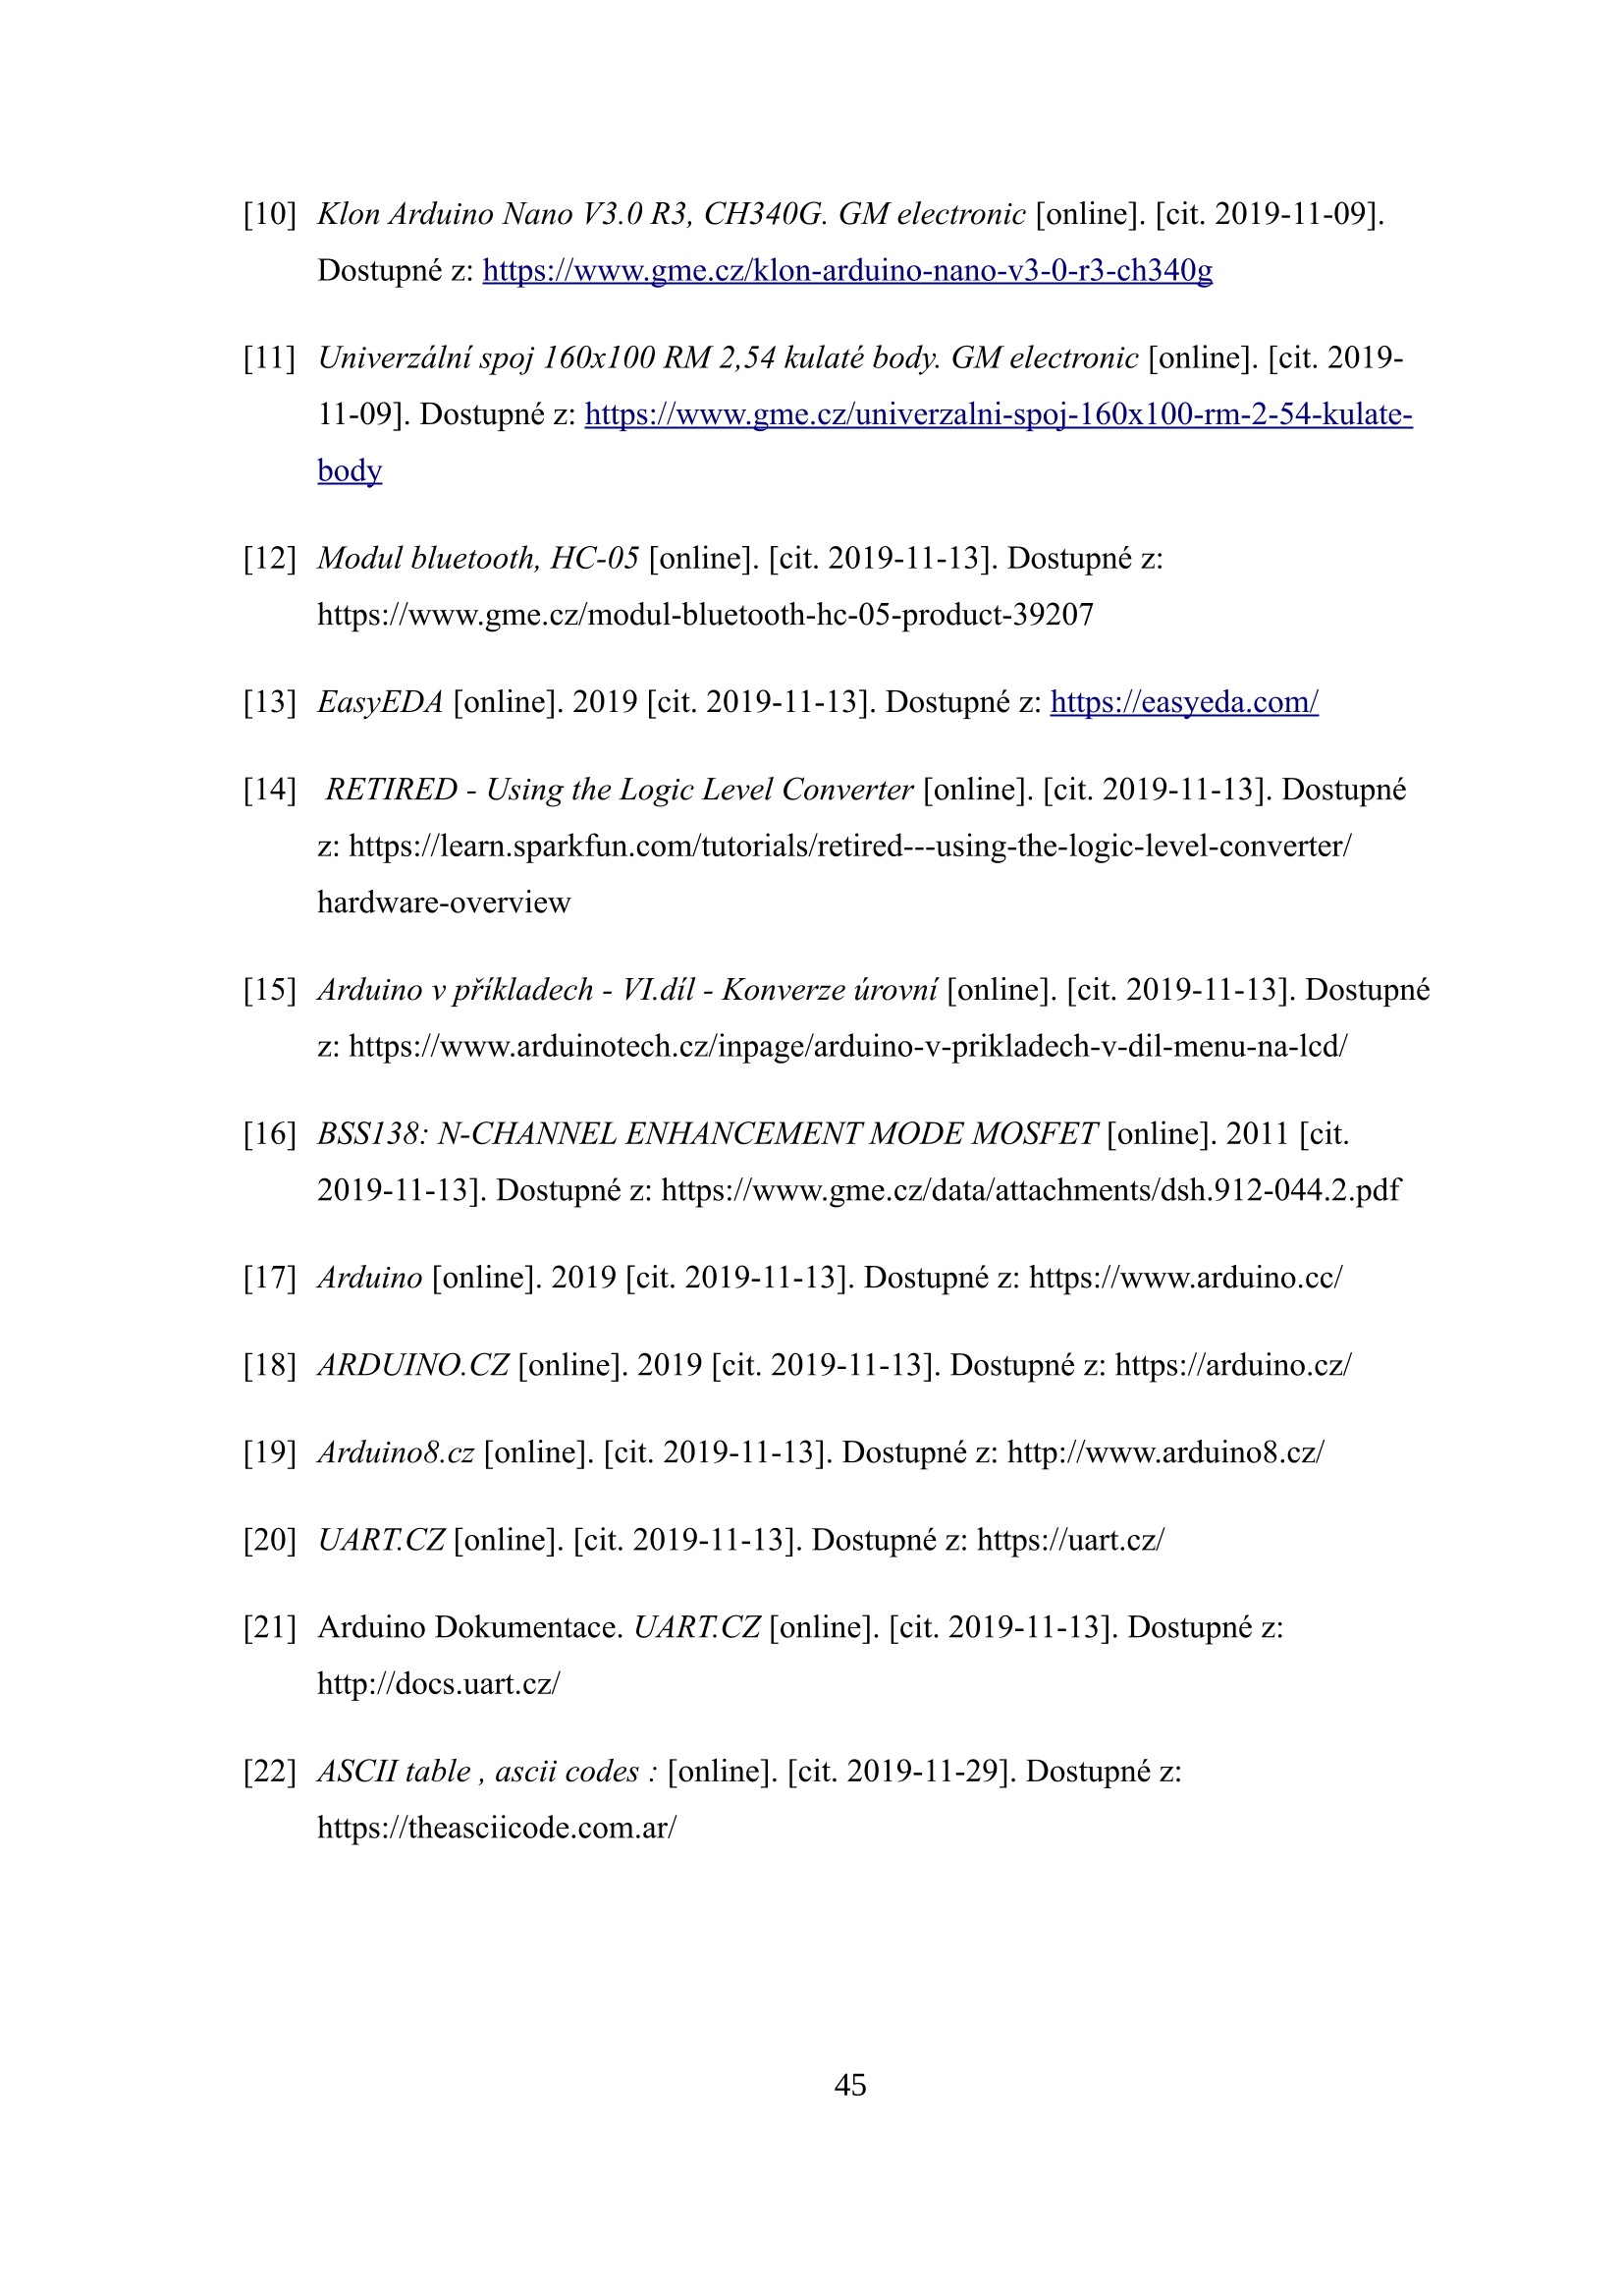 [10] Klon Arduino Nano V3.0 R3, CH340G. GM electronic [online]. [cit. 2019-11-09].
Dostupné z: https://www.gme.cz/klon-arduino-nano-v3-0-r3-ch340g
[11] Univerzální spoj 160x100 RM 2,54 kulaté body. GM electronic [online]. [cit. 2019-
11-09]. Dostupné z: https://www.gme.cz/univerzalni-spoj-160x100-rm-2-54-kulate-
body
[12] Modul bluetooth, HC-05 [online]. [cit. 2019-11-13]. Dostupné z:
https://www.gme.cz/modul-bluetooth-hc-05-product-39207
[13] EasyEDA [online]. 2019 [cit. 2019-11-13]. Dostupné z: https://easyeda.com/
[14] RETIRED - Using the Logic Level Converter [online]. [cit. 2019-11-13]. Dostupné
z: https://learn.sparkfun.com/tutorials/retired---using-the-logic-level-converter/
hardware-overview
[15] Arduino v příkladech - VI.díl - Konverze úrovní [online]. [cit. 2019-11-13]. Dostupné
z: https://www.arduinotech.cz/inpage/arduino-v-prikladech-v-dil-menu-na-lcd/
[16] BSS138: N-CHANNEL ENHANCEMENT MODE MOSFET [online]. 2011 [cit.
2019-11-13]. Dostupné z: https://www.gme.cz/data/attachments/dsh.912-044.2.pdf
[17] Arduino [online]. 2019 [cit. 2019-11-13]. Dostupné z: https://www.arduino.cc/
[18] ARDUINO.CZ [online]. 2019 [cit. 2019-11-13]. Dostupné z: https://arduino.cz/
[19] Arduino8.cz [online]. [cit. 2019-11-13]. Dostupné z: http://www.arduino8.cz/
[20] UART.CZ [online]. [cit. 2019-11-13]. Dostupné z: https://uart.cz/
[21] Arduino Dokumentace. UART.CZ [online]. [cit. 2019-11-13]. Dostupné z:
http://docs.uart.cz/
[22] ASCII table , ascii codes : [online]. [cit. 2019-11-29]. Dostupné z:
https://theasciicode.com.ar/
45